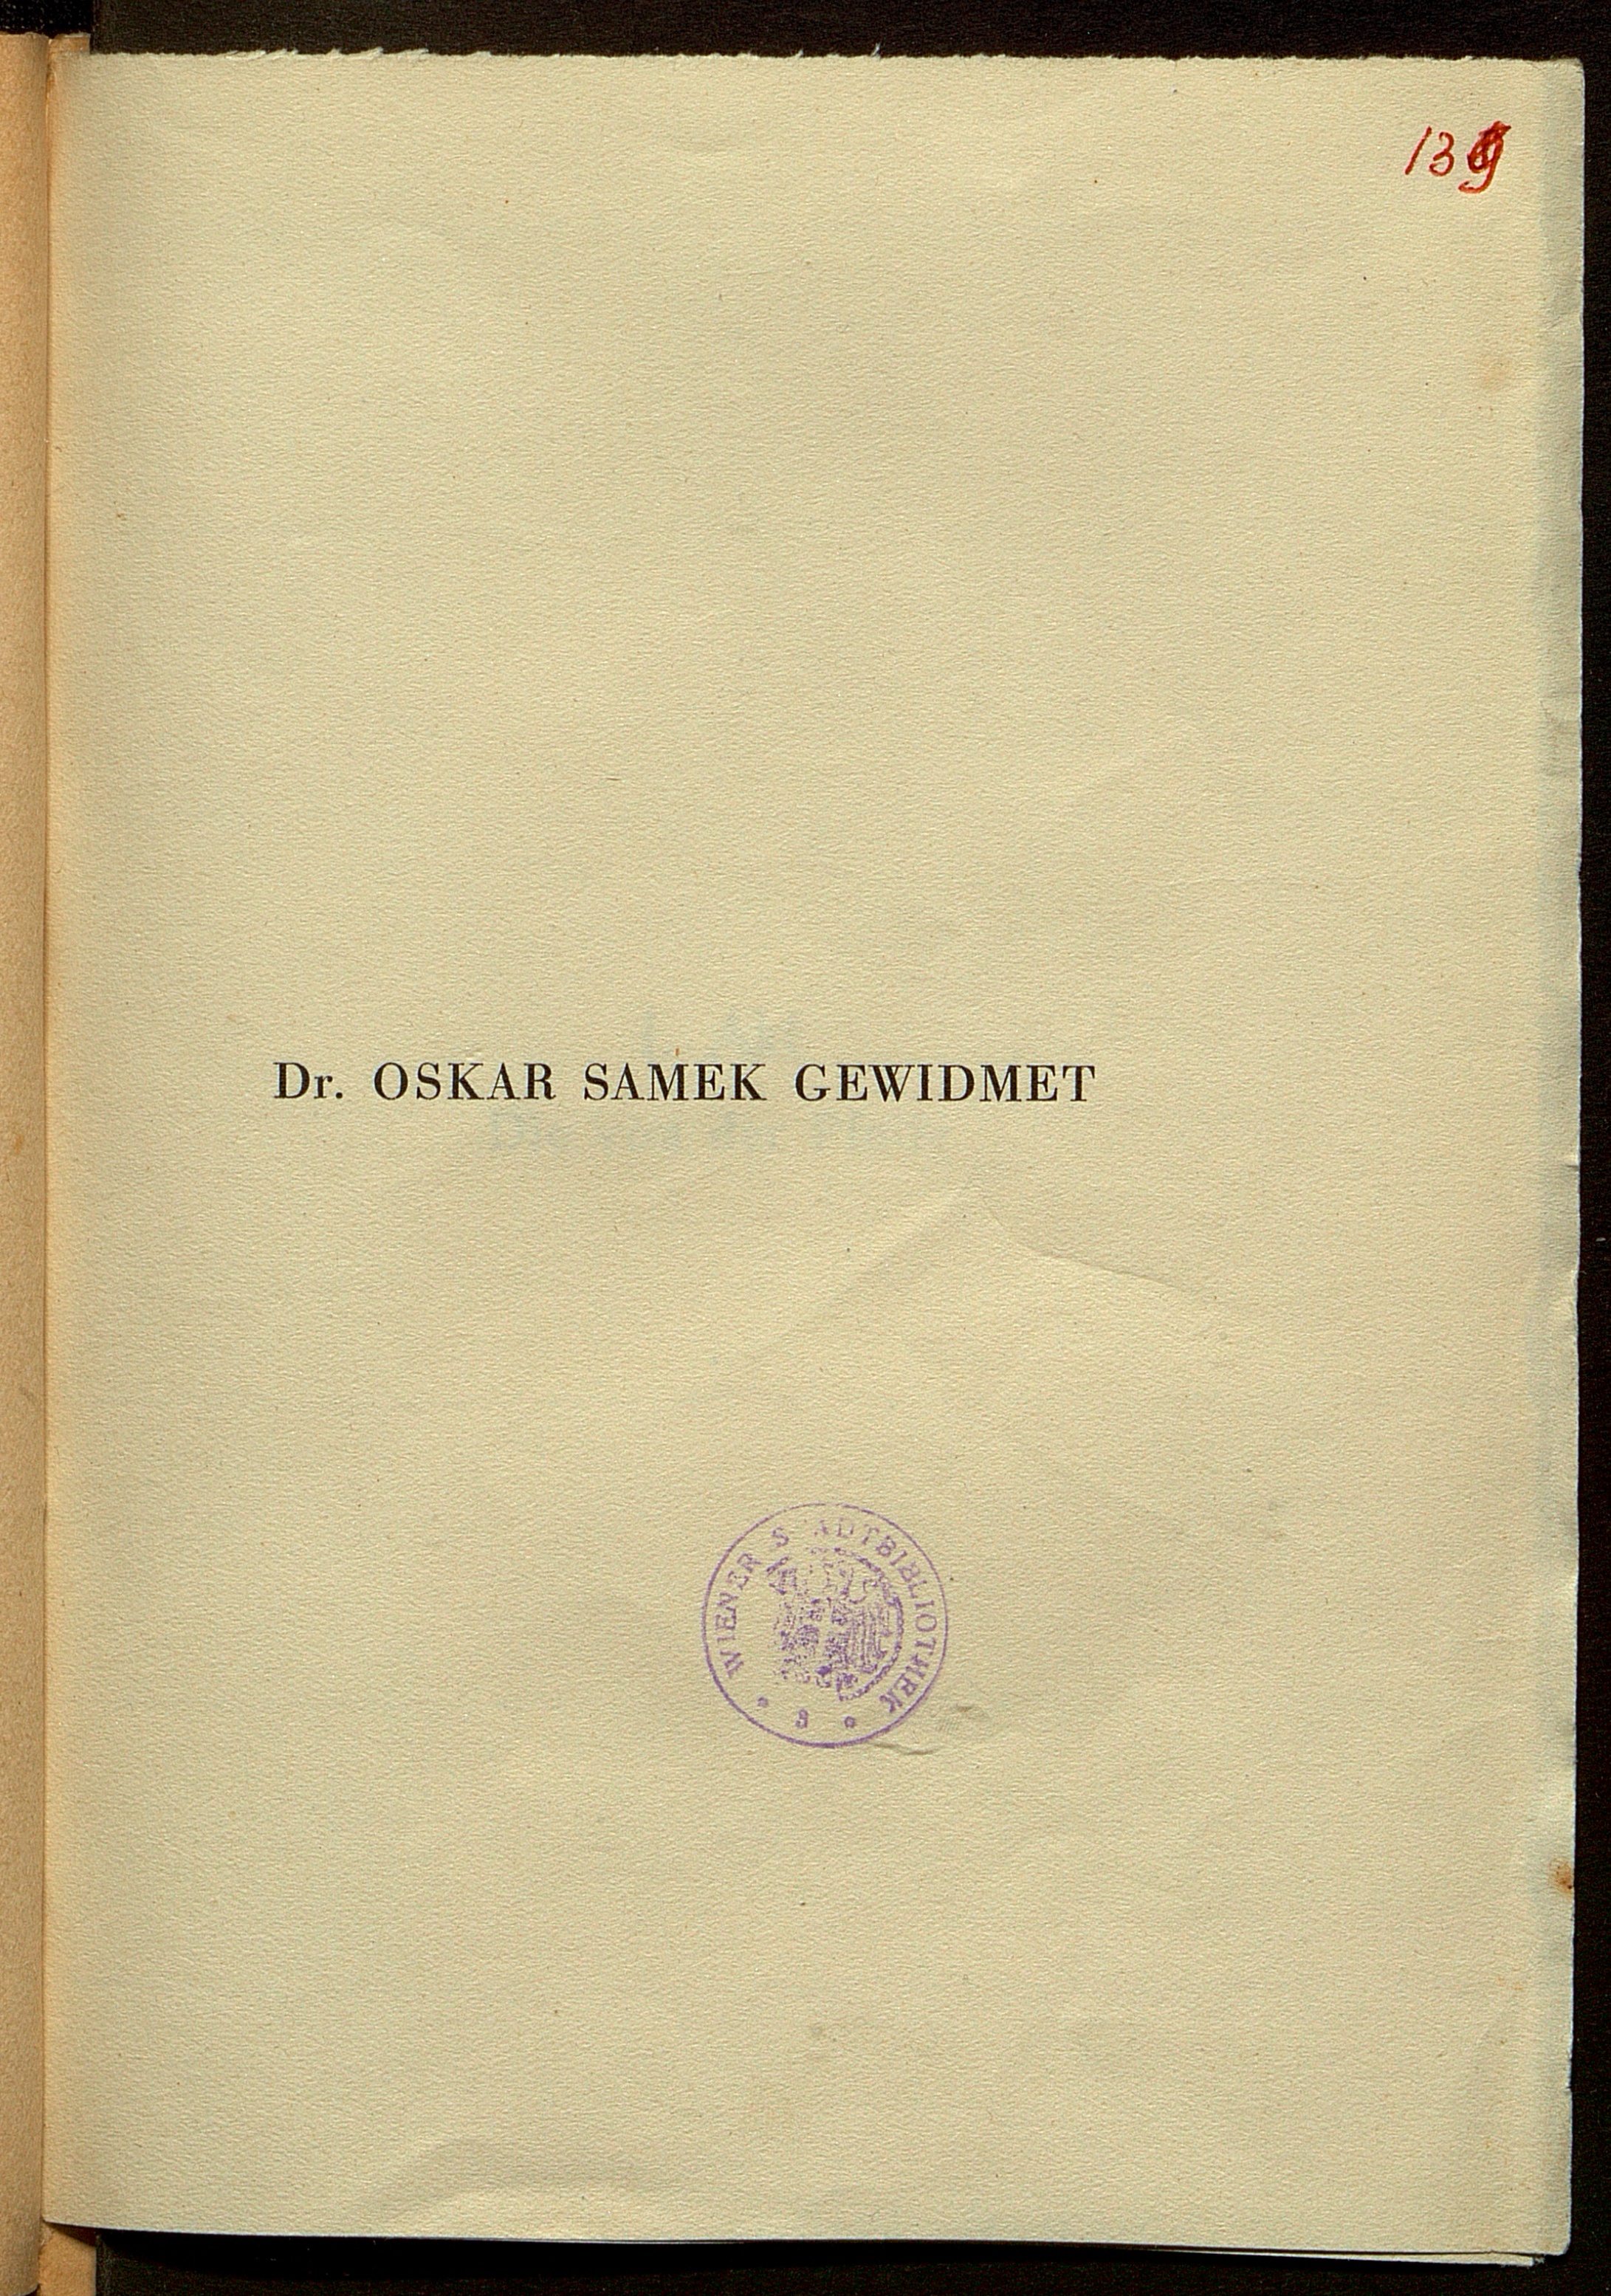 139
Dr. OSKAR SAMEK GEWIDMET
WIENER STADTBIBLIOTHEK